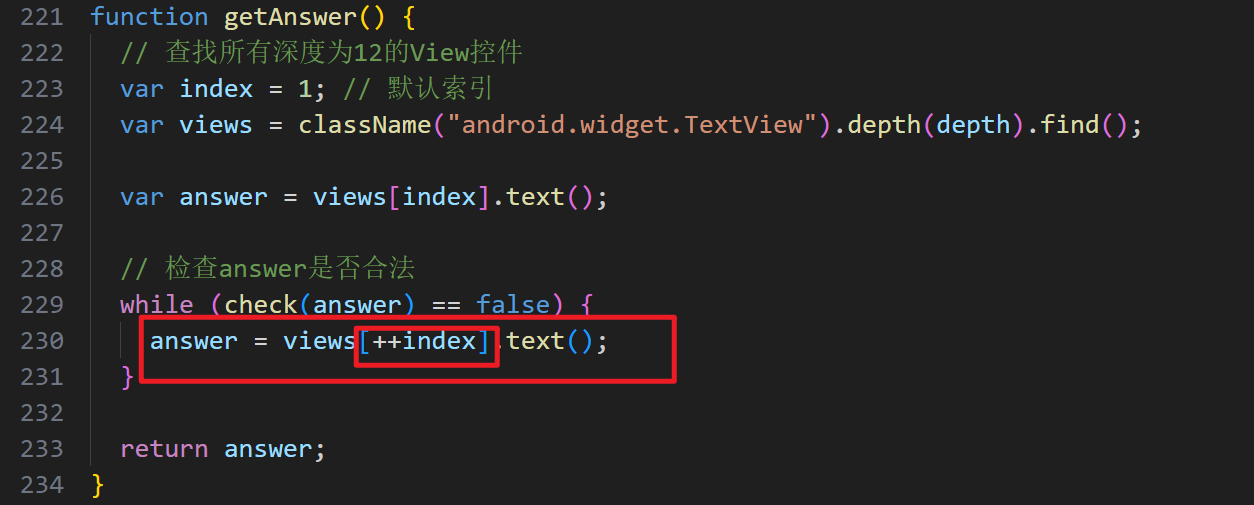 221 function getAnswer() {
222 // 查找所有深度为12的View控件
223 var index = 1; // 默认索引
224 var views = className("android.widget.TextView").depth(depth).find();
225
226 var answer = views[index].text();
227
228 // 检查answer是否合法
229 while (check(answer) == false) {
230 answer = views[++index].text();
231 }
232
233 return answer;
234 }